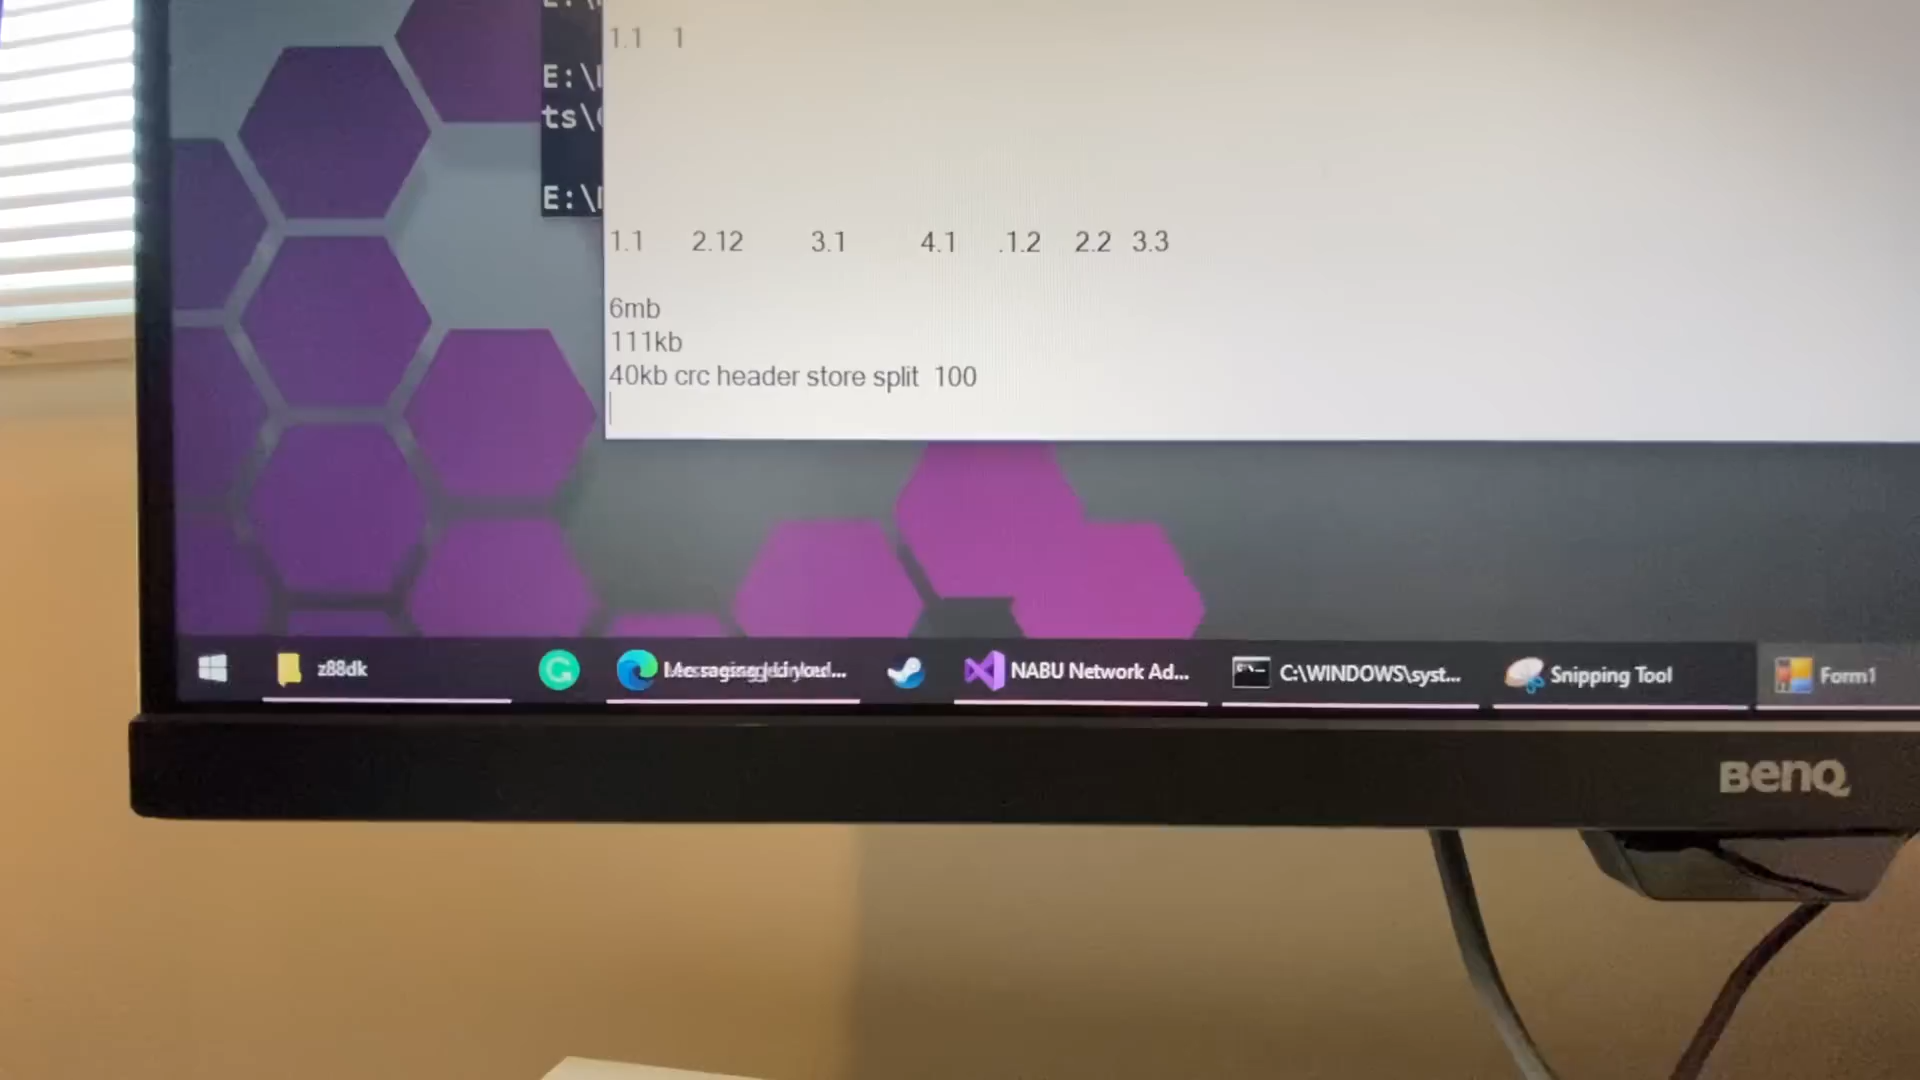 1.1 1
E:\
ts\
E:\
1.1 2.12 3.1 4.1 .1.2 2.2 3.3
6mb
111kb
40kb crc header store split 100
z88dk
NABU Network Ad...
C:\WINDOWS\syst...
Snipping Tool
Form1
BenQ